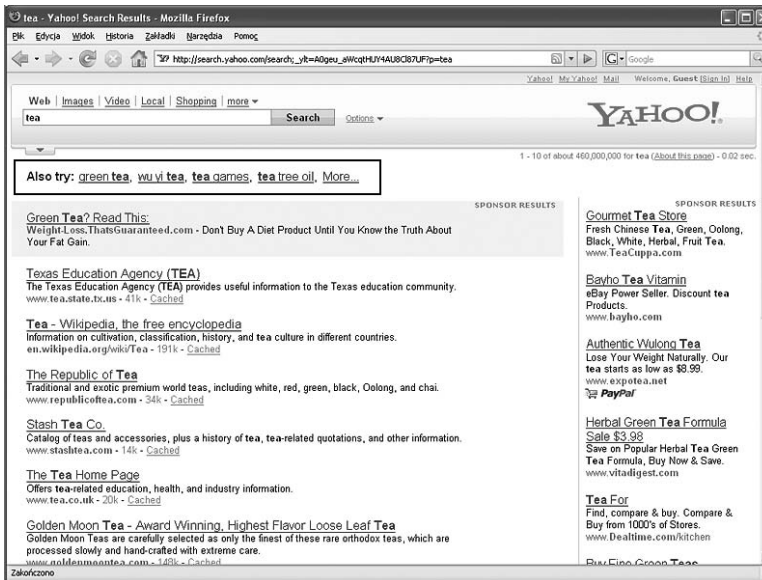 tea - Yahoo! Search Results - Mozilla Firefox
Plik Edycja Widok Historia Zakładki Narzędzia Pomoc
http://search.yahoo.com/search;_ylt=A0geu_aWcqtHUY4AU8Cl87UF?p=tea
Google
Yahoo! My Yahoo! Mail Welcome, Guest [Sign In] Help
Web | Images | Video | Local | Shopping | more
tea Search Options
YAHOO!
1 - 10 of about 460,000,000 for tea (About this page) - 0.02 sec.
Also try: green tea, wu yi tea, tea games, tea tree oil, More...
SPONSOR RESULTS
Green Tea? Read This:
Weight-Loss.ThatsGuaranteed.com - Don't Buy A Diet Product Until You Know the Truth About
Your Fat Gain.
Texas Education Agency (TEA)
The Texas Education Agency (TEA) provides useful information to the Texas education community.
www.tea.state.tx.us - 41k - Cached
Tea - Wikipedia, the free encyclopedia
Information on cultivation, classification, history, and tea culture in different countries.
en.wikipedia.org/wiki/Tea - 191k - Cached
The Republic of Tea
Traditional and exotic premium world teas, including white, red, green, black, Oolong, and chai.
www.republicoftea.com - 34k - Cached
Stash Tea Co.
Catalog of teas and accessories, plus a history of tea, tea-related quotations, and other information.
www.stashtea.com - 14k - Cached
The Tea Home Page
Offers tea-related education, health, and industry information.
www.tea.co.uk - 20k - Cached
Golden Moon Tea - Award Winning, Highest Flavor Loose Leaf Tea
Golden Moon Teas are carefully selected as only the finest of these rare orthodox teas, which are
processed slowly and hand-crafted with extreme care.
www.goldenmoontea.com - 148k - Cached
SPONSOR RESULTS
Gourmet Tea Store
Fresh Chinese Tea, Green, Oolong,
Black, White, Herbal, Fruit Tea.
www.TeaCuppa.com
Bayho Tea Vitamin
eBay Power Seller. Discount tea
Products.
www.bayho.com
Authentic Wulong Tea
Lose Your Weight Naturally. Our
tea starts as low as $8.99.
www.expotea.net
PayPal
Herbal Green Tea Formula
Sale $3.98
Save on Popular Herbal Tea Green
Tea Formula, Buy Now & Save.
www.vitadigest.com
Tea For
Find, compare & buy. Compare &
Buy from 1000's of Stores.
www.Dealtime.com/kitchen
Buy Fine Green Teas
Zakończono